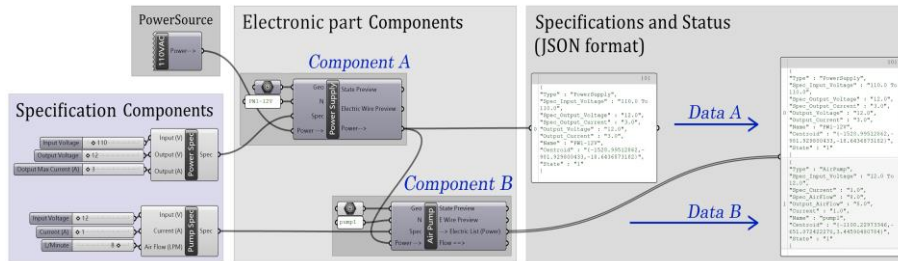 PowerSource
110VAC
Power-->
Electronic part Components
Component A
Geo
N
Spec
Power -->
Power Supply
State Preview
Electric Wire Preview
Power-->
PW1-12V
Specification Components
Input Voltage
110
Output Voltage
12
Output Max Current (A)
3
Input (V)
Output (V)
Output (A)
Power Spec
Spec
Input Voltage
12
Current (A)
1
L/Minute
8
Input (V)
Current (A)
Air Flow (LPM)
Pump Spec
Spec
Component B
pump1
Geo
N
Spec
Power -->
Air Pump
State Preview
E Wire Preview
--> Electric List (Power)
Flow ==>
Specifications and Status
(JSON format)
{
"Type" : "PowerSupply",
"Spec_Input_Voltage" : "110.0 To
"Spec_Output_Voltage" : "12.0",
"Spec_Output_Current" : "3.0",
"Output_Voltage" : "12.0",
"Output_Current" : "3.0",
"Name" : "PW1-12V",
"State" : "1"
}
Data A
Data B
{
"Type" : "PowerSupply",
"Spec_Input_Voltage" : "110.0 To
"Spec_Output_Voltage" : "12.0",
"Spec_Output_Current" : "3.0",
"Output_Voltage" : "12.0",
"Output_Current" : "3.0",
"Name" : "PW1-12V",
"State" : "1"
}
{
"Type" : "AirPump",
"Spec_Input_Voltage" : "12.0 To
12.0",
"Spec_Current" : "1.0",
"Spec_AirFlow" : "8.0",
"Output_AirFlow" : "8.0",
"Current" : "1.0",
"Name" : "pump1",
"State" : "1"
}